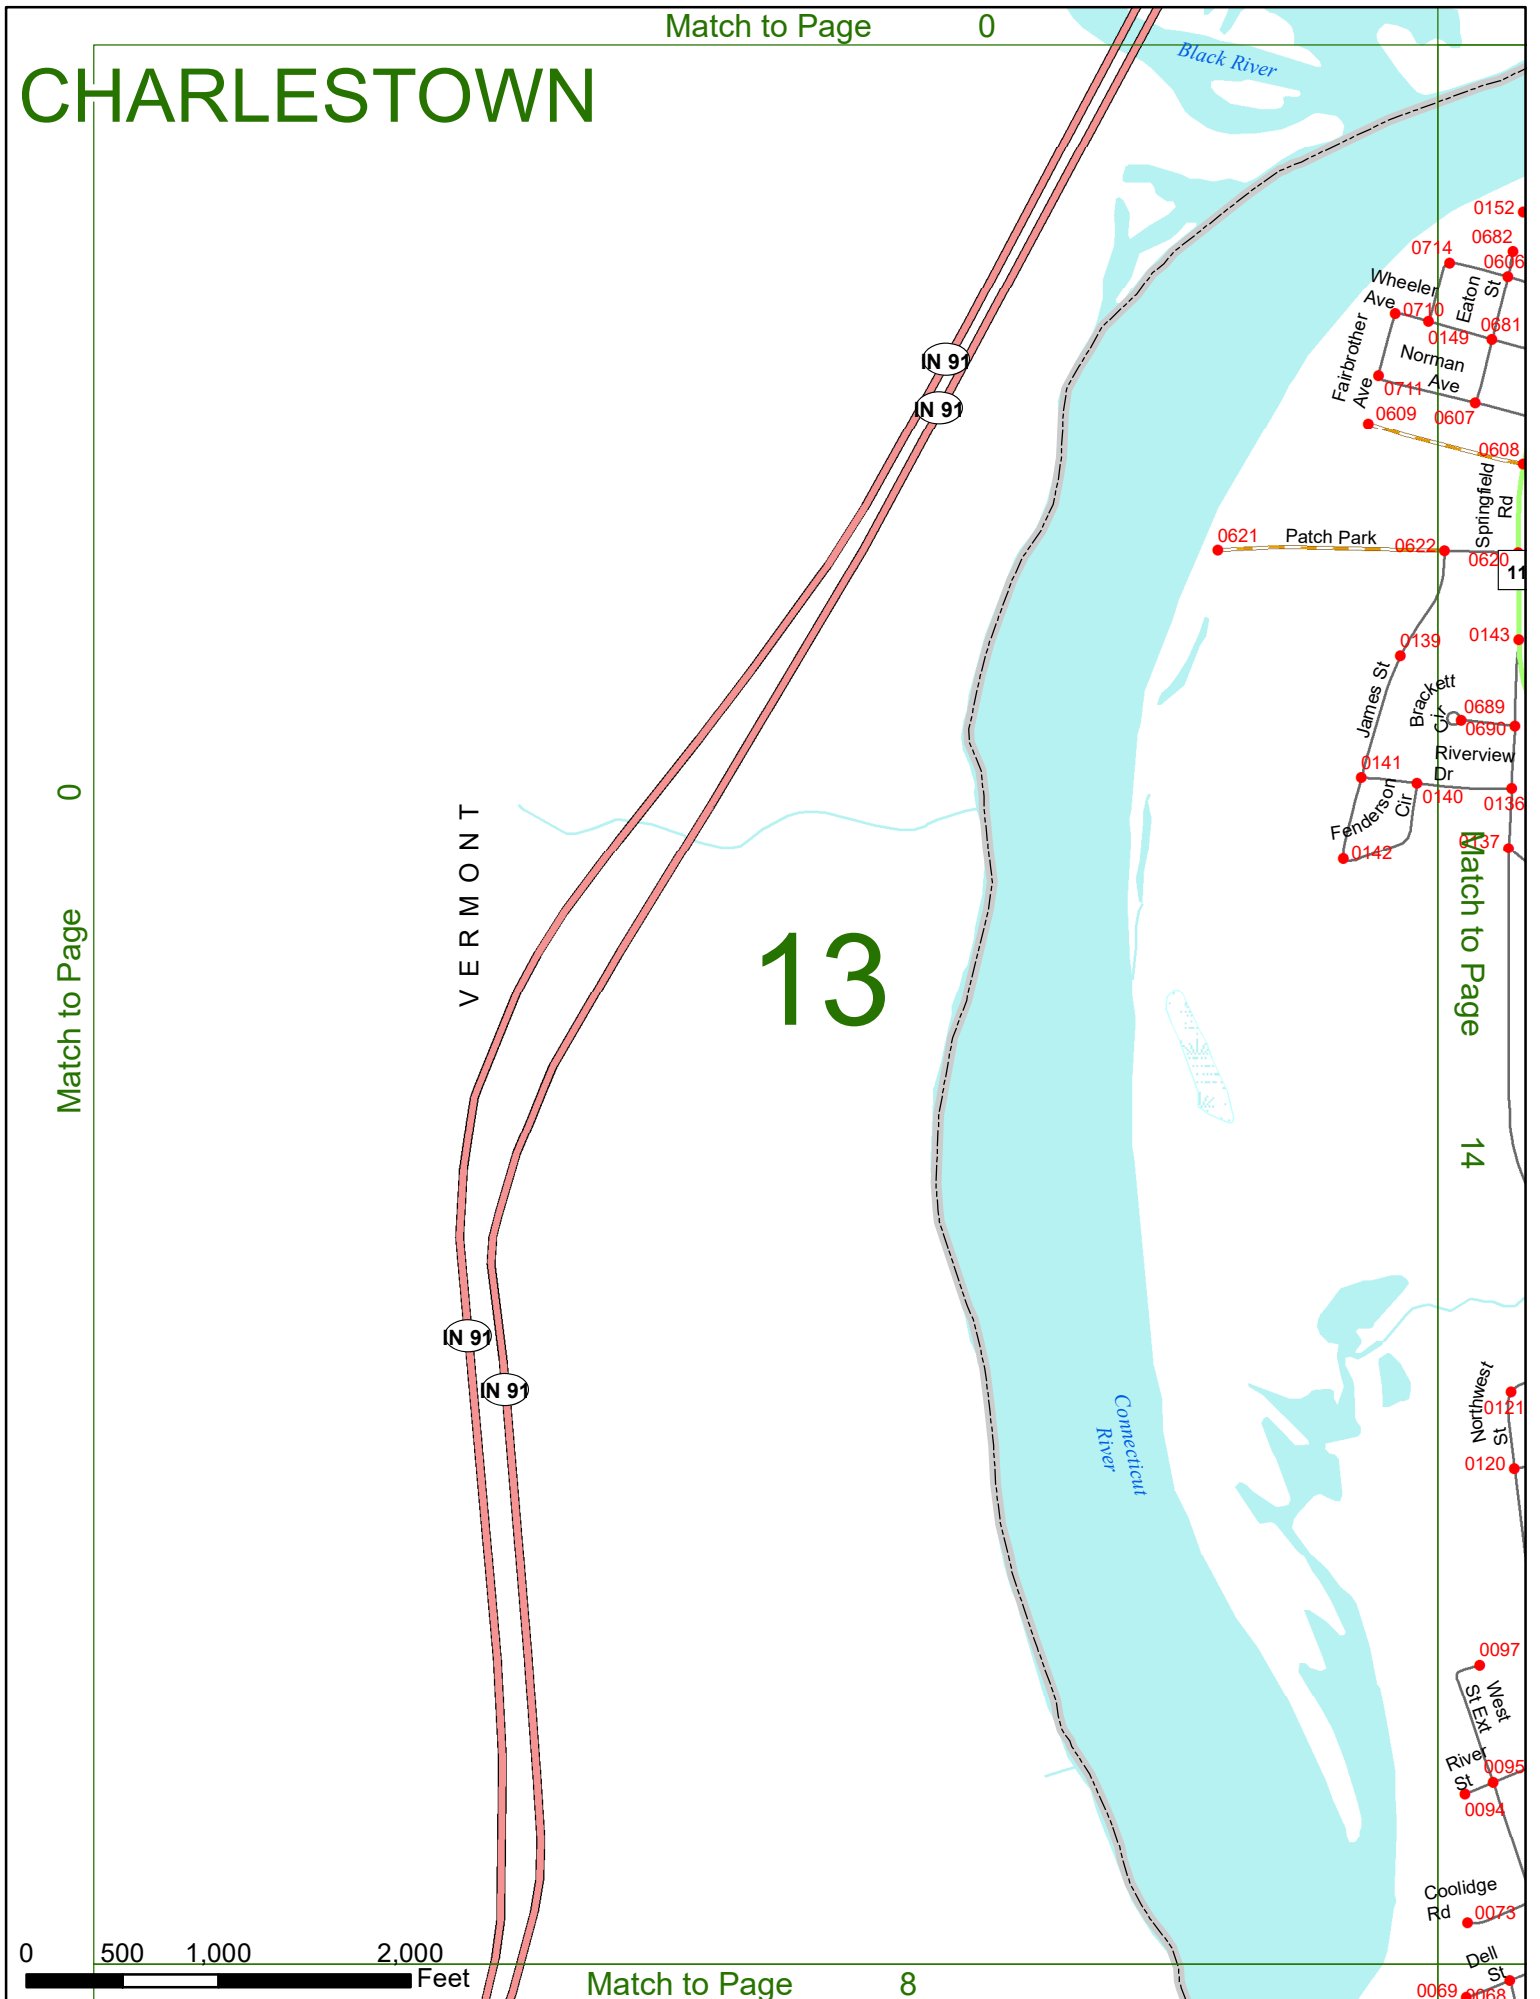 Match to Page 0
CHARLESTOWN
Black River
0152
0682
0714
0606
Wheeler
Ave
Eaton
St
0710
0149
0681
Fairbrother
Ave
Norman
Ave
0711
0609
0607
0608
IN 91
IN 91
Springfield
Rd
0621
Patch Park
0622
0620
11
0139
0143
James St
Brackett
Cir
0689
0690
Riverview
Dr
0141
0140
0136
Fenderson
Cir
0142
0137
0
Match to Page
VERMONT
13
Match to Page
14
IN 91
IN 91
Connecticut
River
Northwest
St
0121
0120
0097
West
St Ext
River
St
0095
0094
Coolidge
Rd
0073
Dell
St
0069
0068
0 500 1,000 2,000
Feet
Match to Page 8